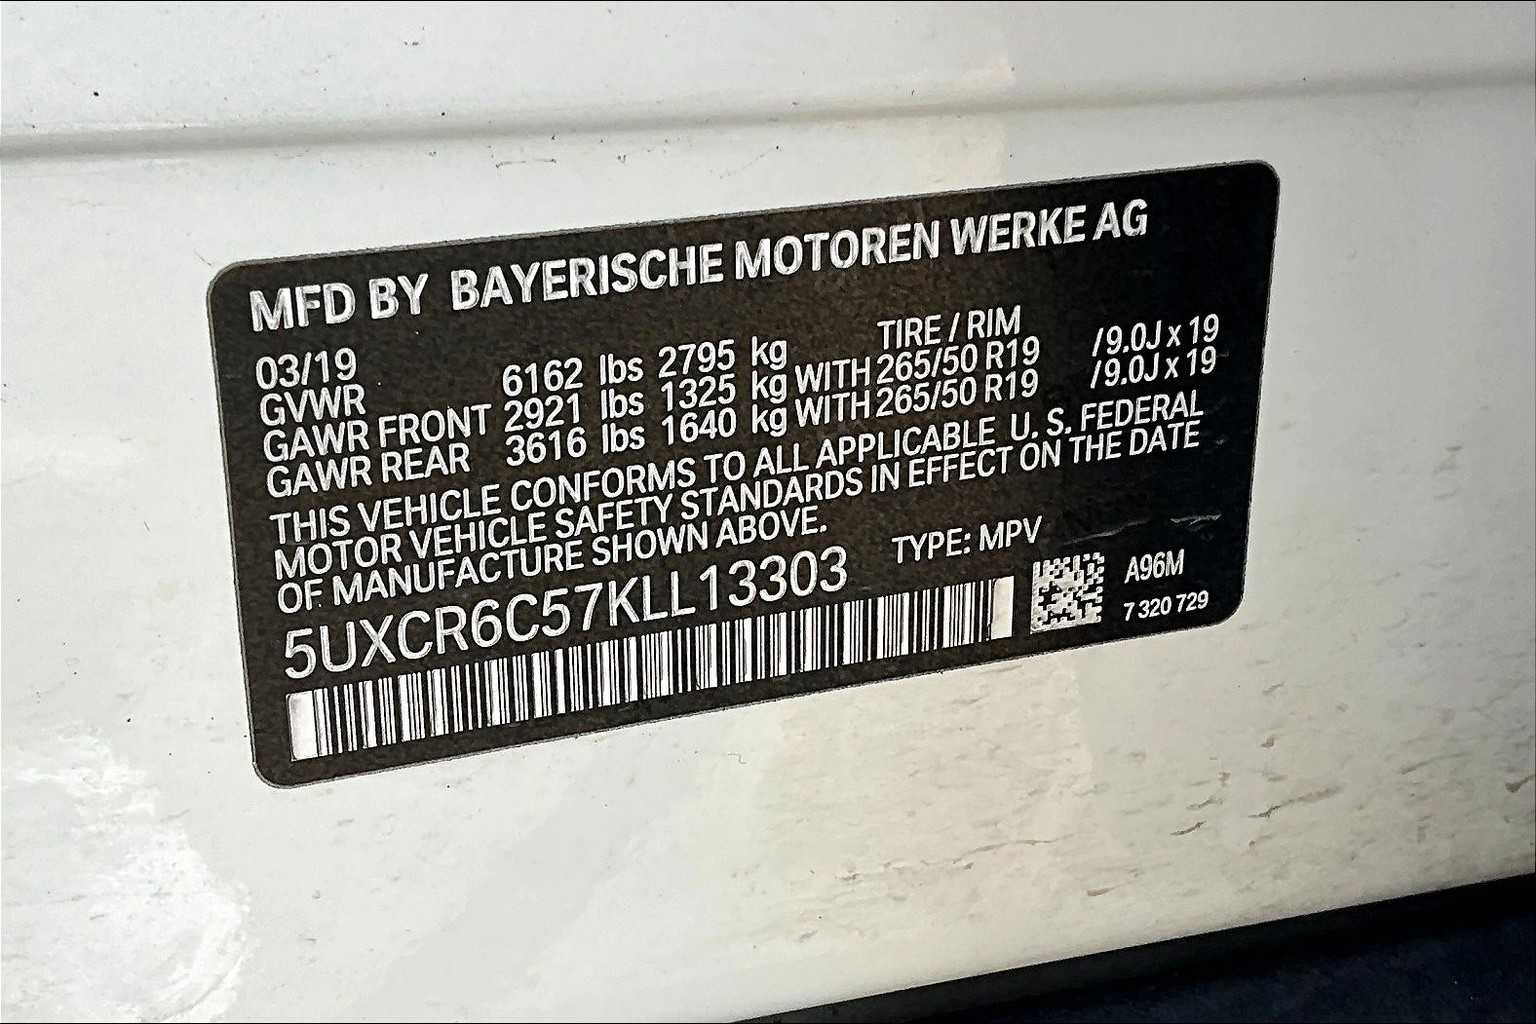 MFD BY BAYERISCHE MOTOREN WERKE AG
03/19 TIRE / RIM
GVWR 6162 lbs 2795 kg
GAWR FRONT 2921 lbs 1325 kg WITH 265/50 R19 /9.0J x 19
GAWR REAR 3616 lbs 1640 kg WITH 265/50 R19 /9.0J x 19
THIS VEHICLE CONFORMS TO ALL APPLICABLE U. S. FEDERAL
MOTOR VEHICLE SAFETY STANDARDS IN EFFECT ON THE DATE
OF MANUFACTURE SHOWN ABOVE.
5UXCR6C57KLL13303 TYPE: MPV
A96M
7 320 729